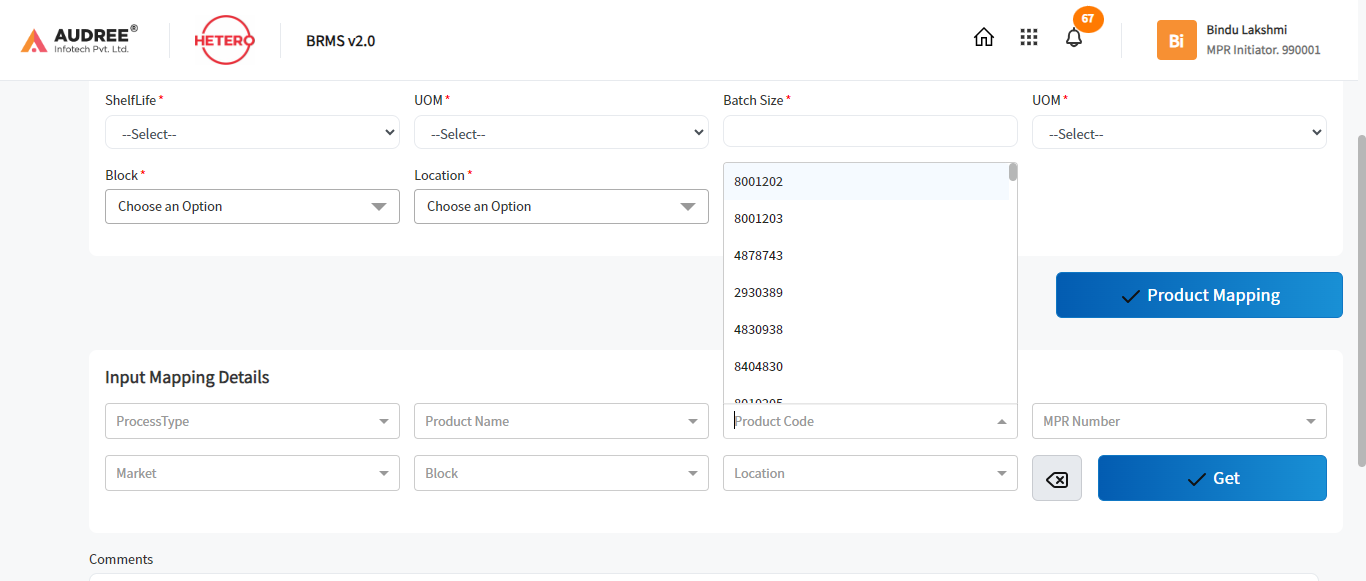 AUDREE®
Infotech Pvt. Ltd.
HETERO
BRMS v2.0
67
Bi
Bindu Lakshmi
MPR Initiator. 990001
ShelfLife *
UOM *
Batch Size *
UOM *
--Select--
--Select--
--Select--
Block *
Location *
Choose an Option
Choose an Option
8001202
8001203
4878743
2930389
4830938
8404830
Product Mapping
Input Mapping Details
ProcessType
Product Name
Product Code
MPR Number
Market
Block
Location
Get
Comments